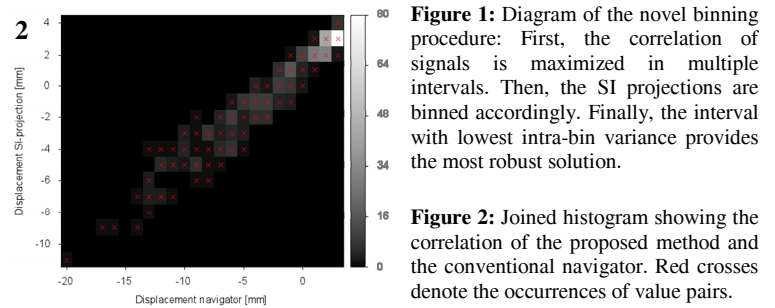 2
4
2
0
-2
-4
-6
-8
-10
Displacement SI-projection [mm]
-20
-15
-10
-5
0
Displacement navigator [mm]
80
64
48
34
16
0
Figure 1: Diagram of the novel binning
procedure: First, the correlation of
signals is maximized in multiple
intervals. Then, the SI projections are
binned accordingly. Finally, the interval
with lowest intra-bin variance provides
the most robust solution.
Figure 2: Joined histogram showing the
correlation of the proposed method and
the conventional navigator. Red crosses
denote the occurrences of value pairs.